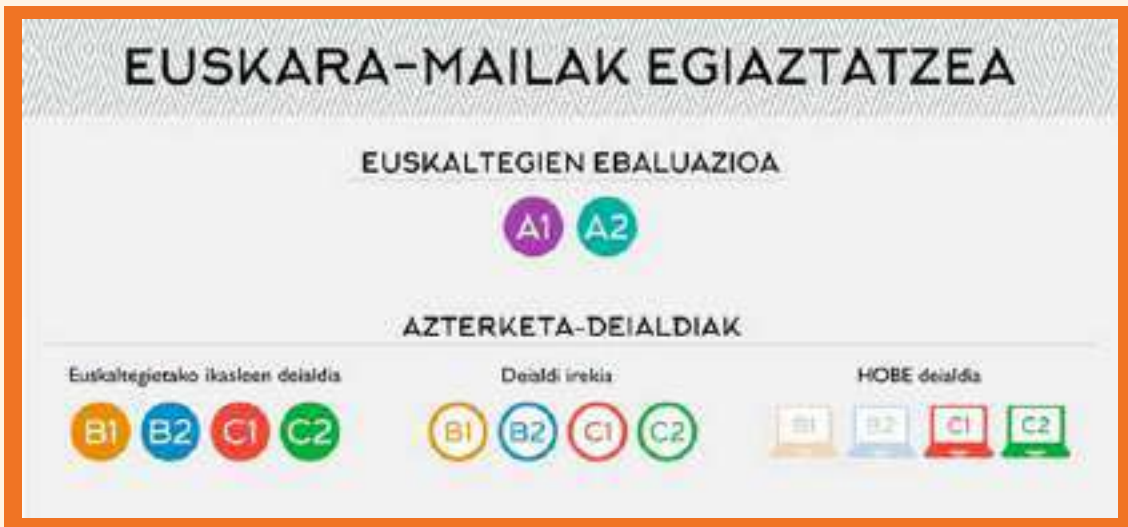 EUSKARA-MAILAK EGIAZTATZEA
EUSKALTEGIEN EBALUAZIOA
A1 A2
AZTERKETA-DEIALDIAK
Euskaltegietako ikasleen deialdia Deialdi irekia HOBE deialdia
B1 B2 C1 C2 B1 B2 C1 C2 B1 B2 C1 C2